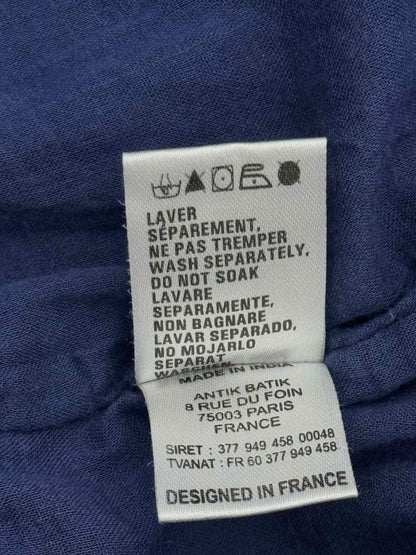 LAVER
SÉPAREMENT,
NE PAS TREMPER
WASH SEPARATELY,
DO NOT SOAK
LAVARE
SEPARAMENTE,
NON BAGNARE
LAVAR SEPARADO,
NO MOJARLO
SEPARAT
WASCHEN,
MADE IN INDIA
ANTIK BATIK
8 RUE DU FOIN
75003 PARIS
FRANCE
SIRET : 377 949 458 00048
TVANAT : FR 60 377 949 458
DESIGNED IN FRANCE